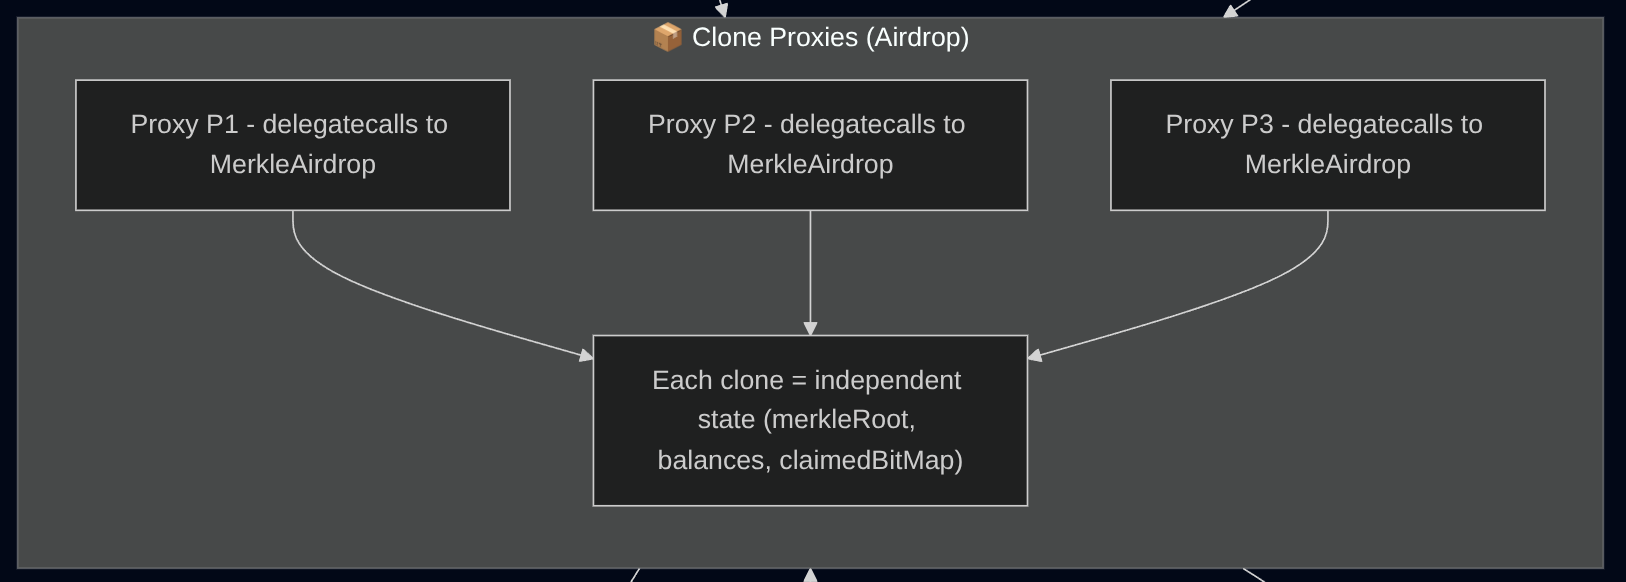 📦 Clone Proxies (Airdrop)
Proxy P1 - delegatecalls to
MerkleAirdrop
Proxy P2 - delegatecalls to
MerkleAirdrop
Proxy P3 - delegatecalls to
MerkleAirdrop
Each clone = independent
state (merkleRoot,
balances, claimedBitMap)